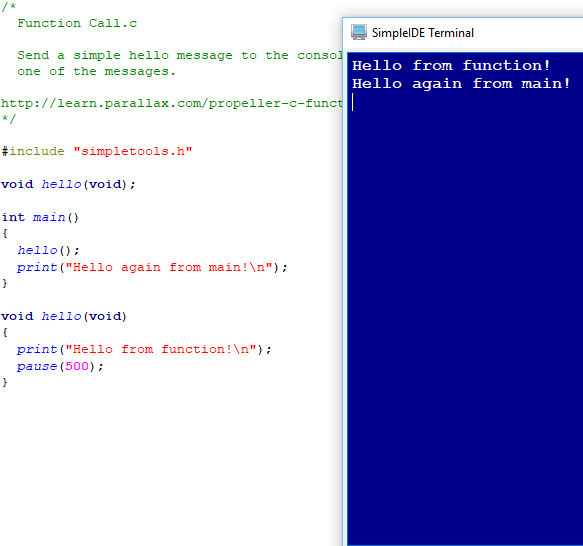 /*
Function Call.c
Send a simple hello message to the
one of the messages.
http://learn.parallax.com/propeller-c-funct
*/
#include "simpletools.h"
void hello(void);
int main()
{
hello();
print("Hello again from main!\n");
}
void hello(void)
{
print("Hello from function!\n");
pause(500);
}
SimpleIDE Terminal
Hello from function!
Hello again from main!